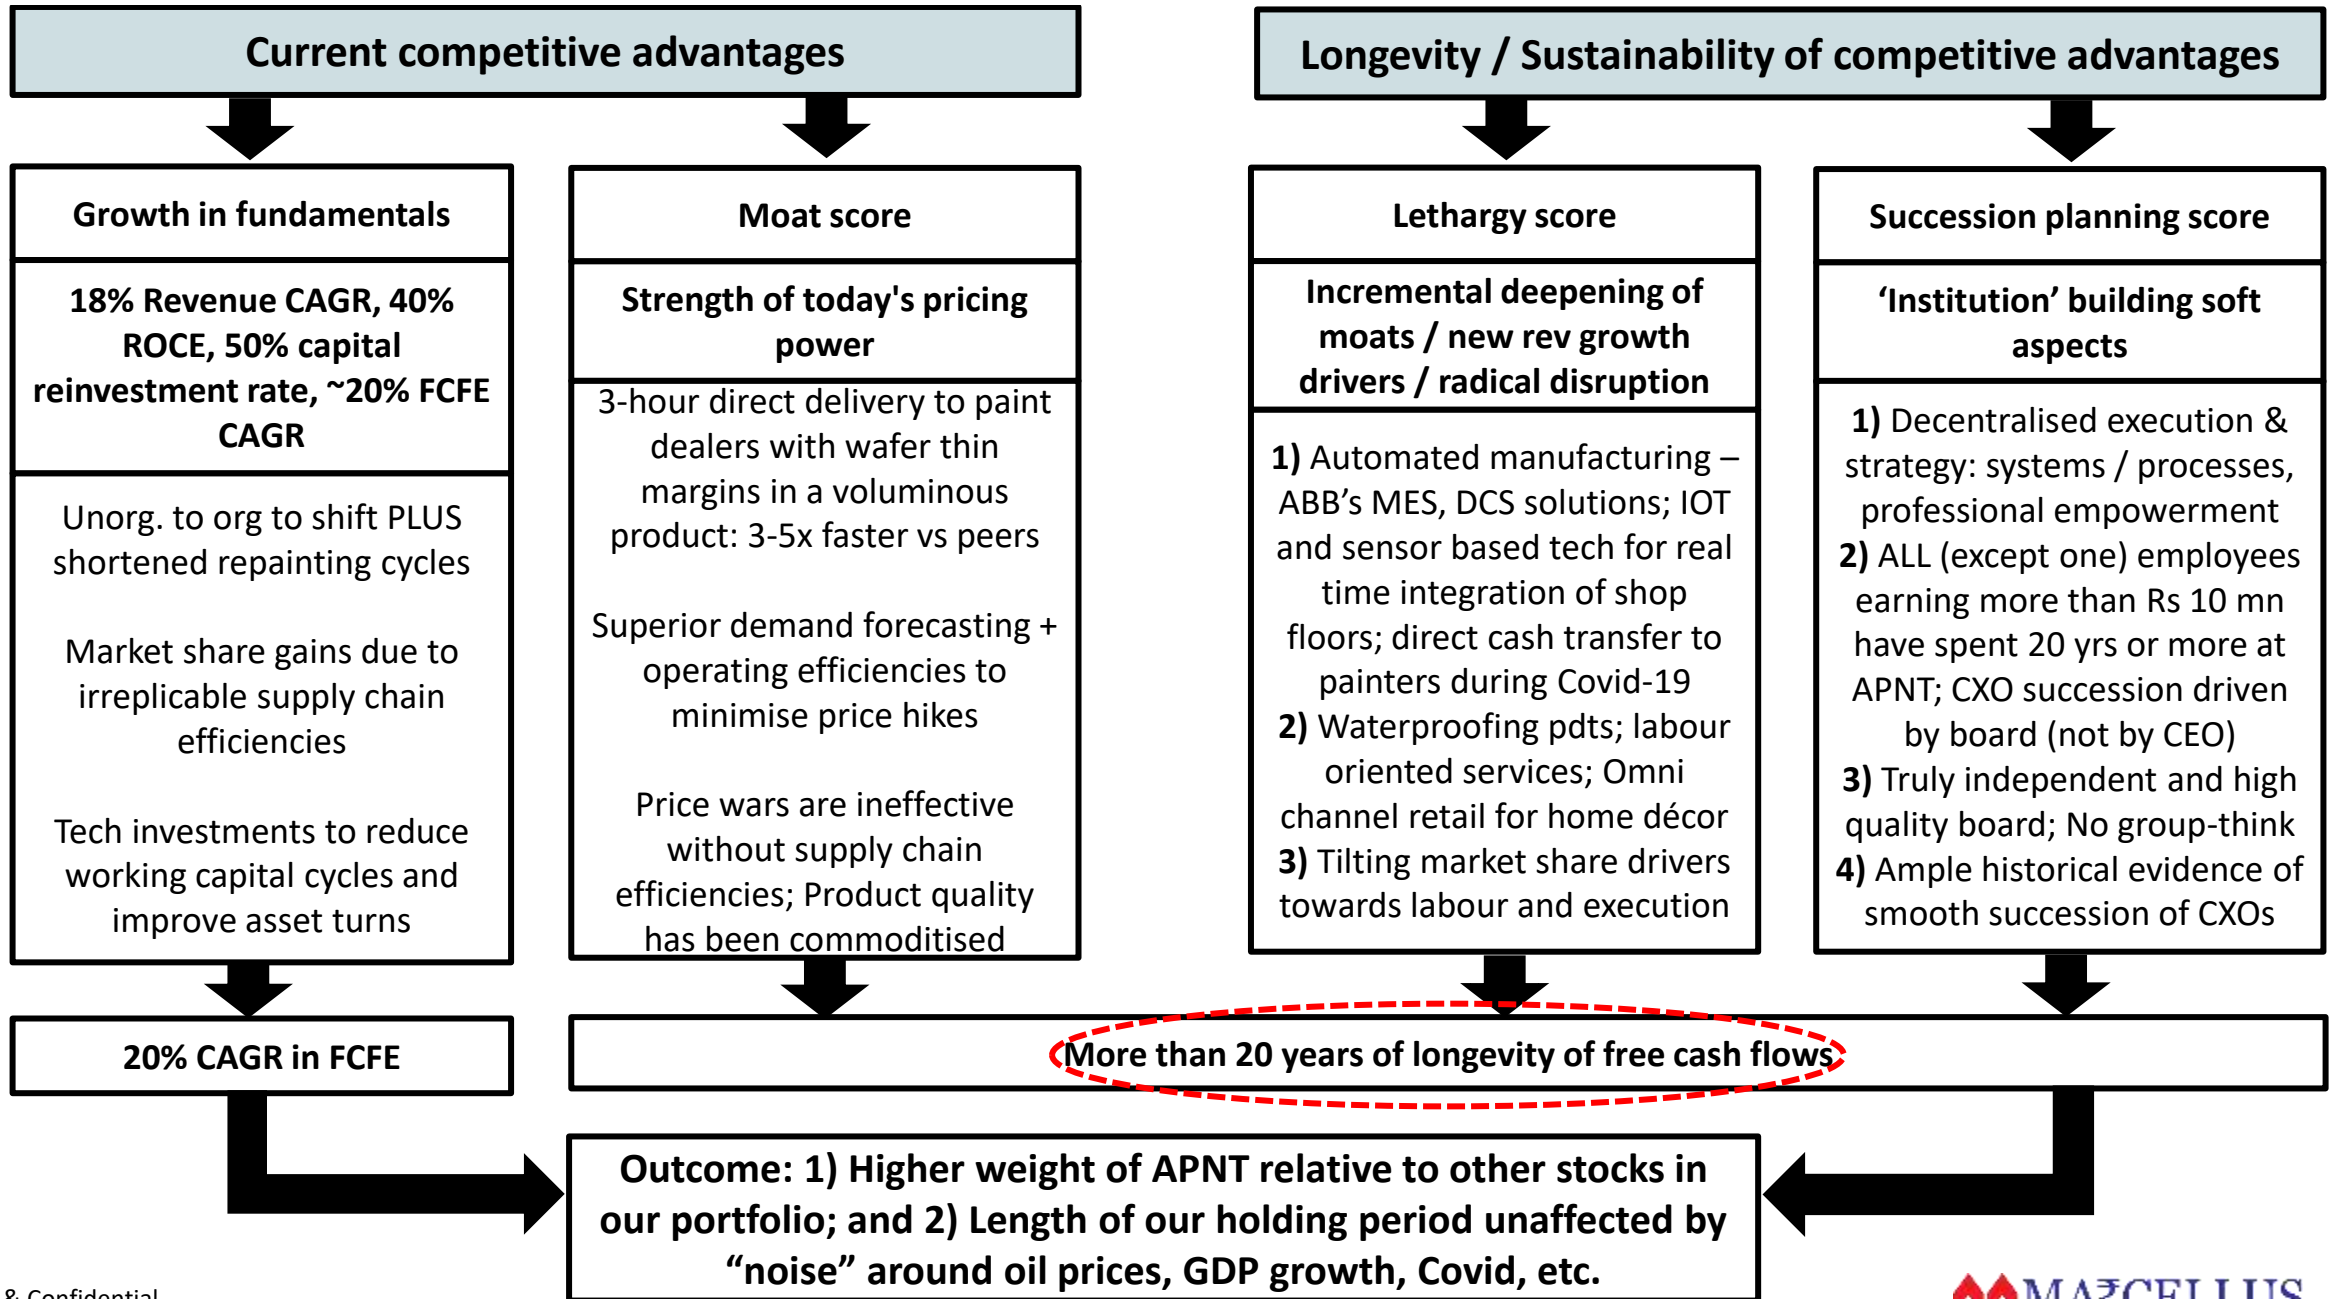 Current competitive advantages
Longevity / Sustainability of competitive advantages
Growth in fundamentals
18% Revenue CAGR, 40%
ROCE, 50% capital
reinvestment rate, ~20% FCFE
CAGR
Unorg. to org to shift PLUS
shortened repainting cycles
Market share gains due to
irreplicable supply chain
efficiencies
Tech investments to reduce
working capital cycles and
improve asset turns
20% CAGR in FCFE
Moat score
Strength of today's pricing
power
3-hour direct delivery to paint
dealers with wafer thin
margins in a voluminous
product: 3-5x faster vs peers
Superior demand forecasting +
operating efficiencies to
minimise price hikes
Price wars are ineffective
without supply chain
efficiencies; Product quality
has been commoditised
Lethargy score
Incremental deepening of
moats / new rev growth
drivers / radical disruption
1) Automated manufacturing –
ABB’s MES, DCS solutions; IOT
and sensor based tech for real
time integration of shop
floors; direct cash transfer to
painters during Covid-19
2) Waterproofing pdts; labour
oriented services; Omni
channel retail for home décor
3) Tilting market share drivers
towards labour and execution
Succession planning score
‘Institution’ building soft
aspects
1) Decentralised execution &
strategy: systems / processes,
professional empowerment
2) ALL (except one) employees
earning more than Rs 10 mn
have spent 20 yrs or more at
APNT; CXO succession driven
by board (not by CEO)
3) Truly independent and high
quality board; No group-think
4) Ample historical evidence of
smooth succession of CXOs
More than 20 years of longevity of free cash flows
Outcome: 1) Higher weight of APNT relative to other stocks in
our portfolio; and 2) Length of our holding period unaffected by
“noise” around oil prices, GDP growth, Covid, etc.
& Confidential
MA₹CELLUS